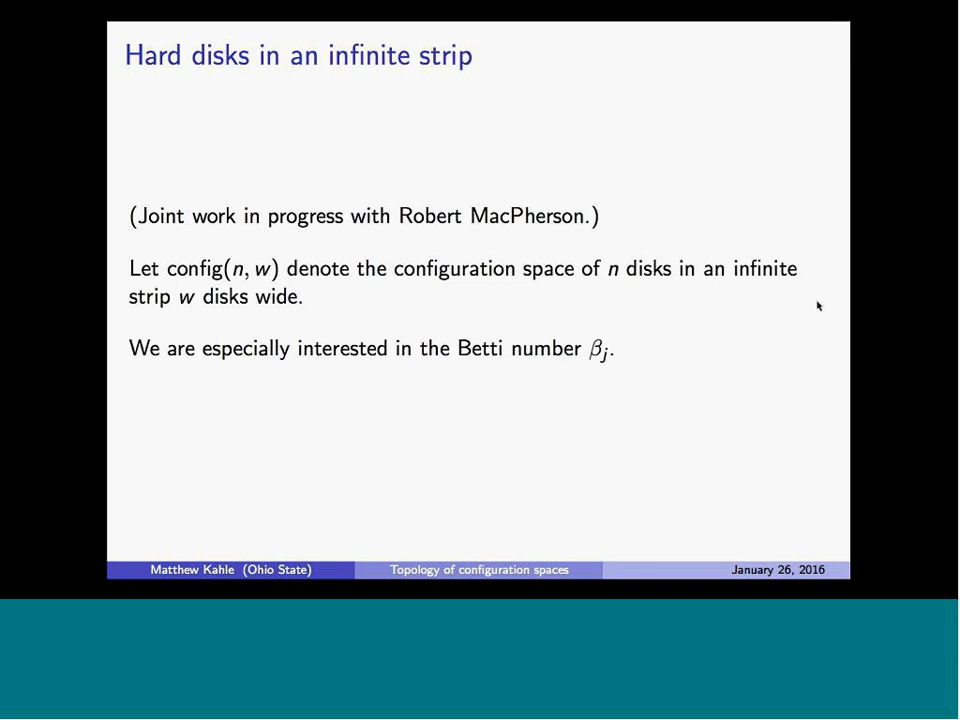 Hard disks in an infinite strip
(Joint work in progress with Robert MacPherson.)
Let config(n, w) denote the configuration space of n disks in an infinite
strip w disks wide.
We are especially interested in the Betti number βj.
Matthew Kahle (Ohio State) Topology of configuration spaces January 26, 2016